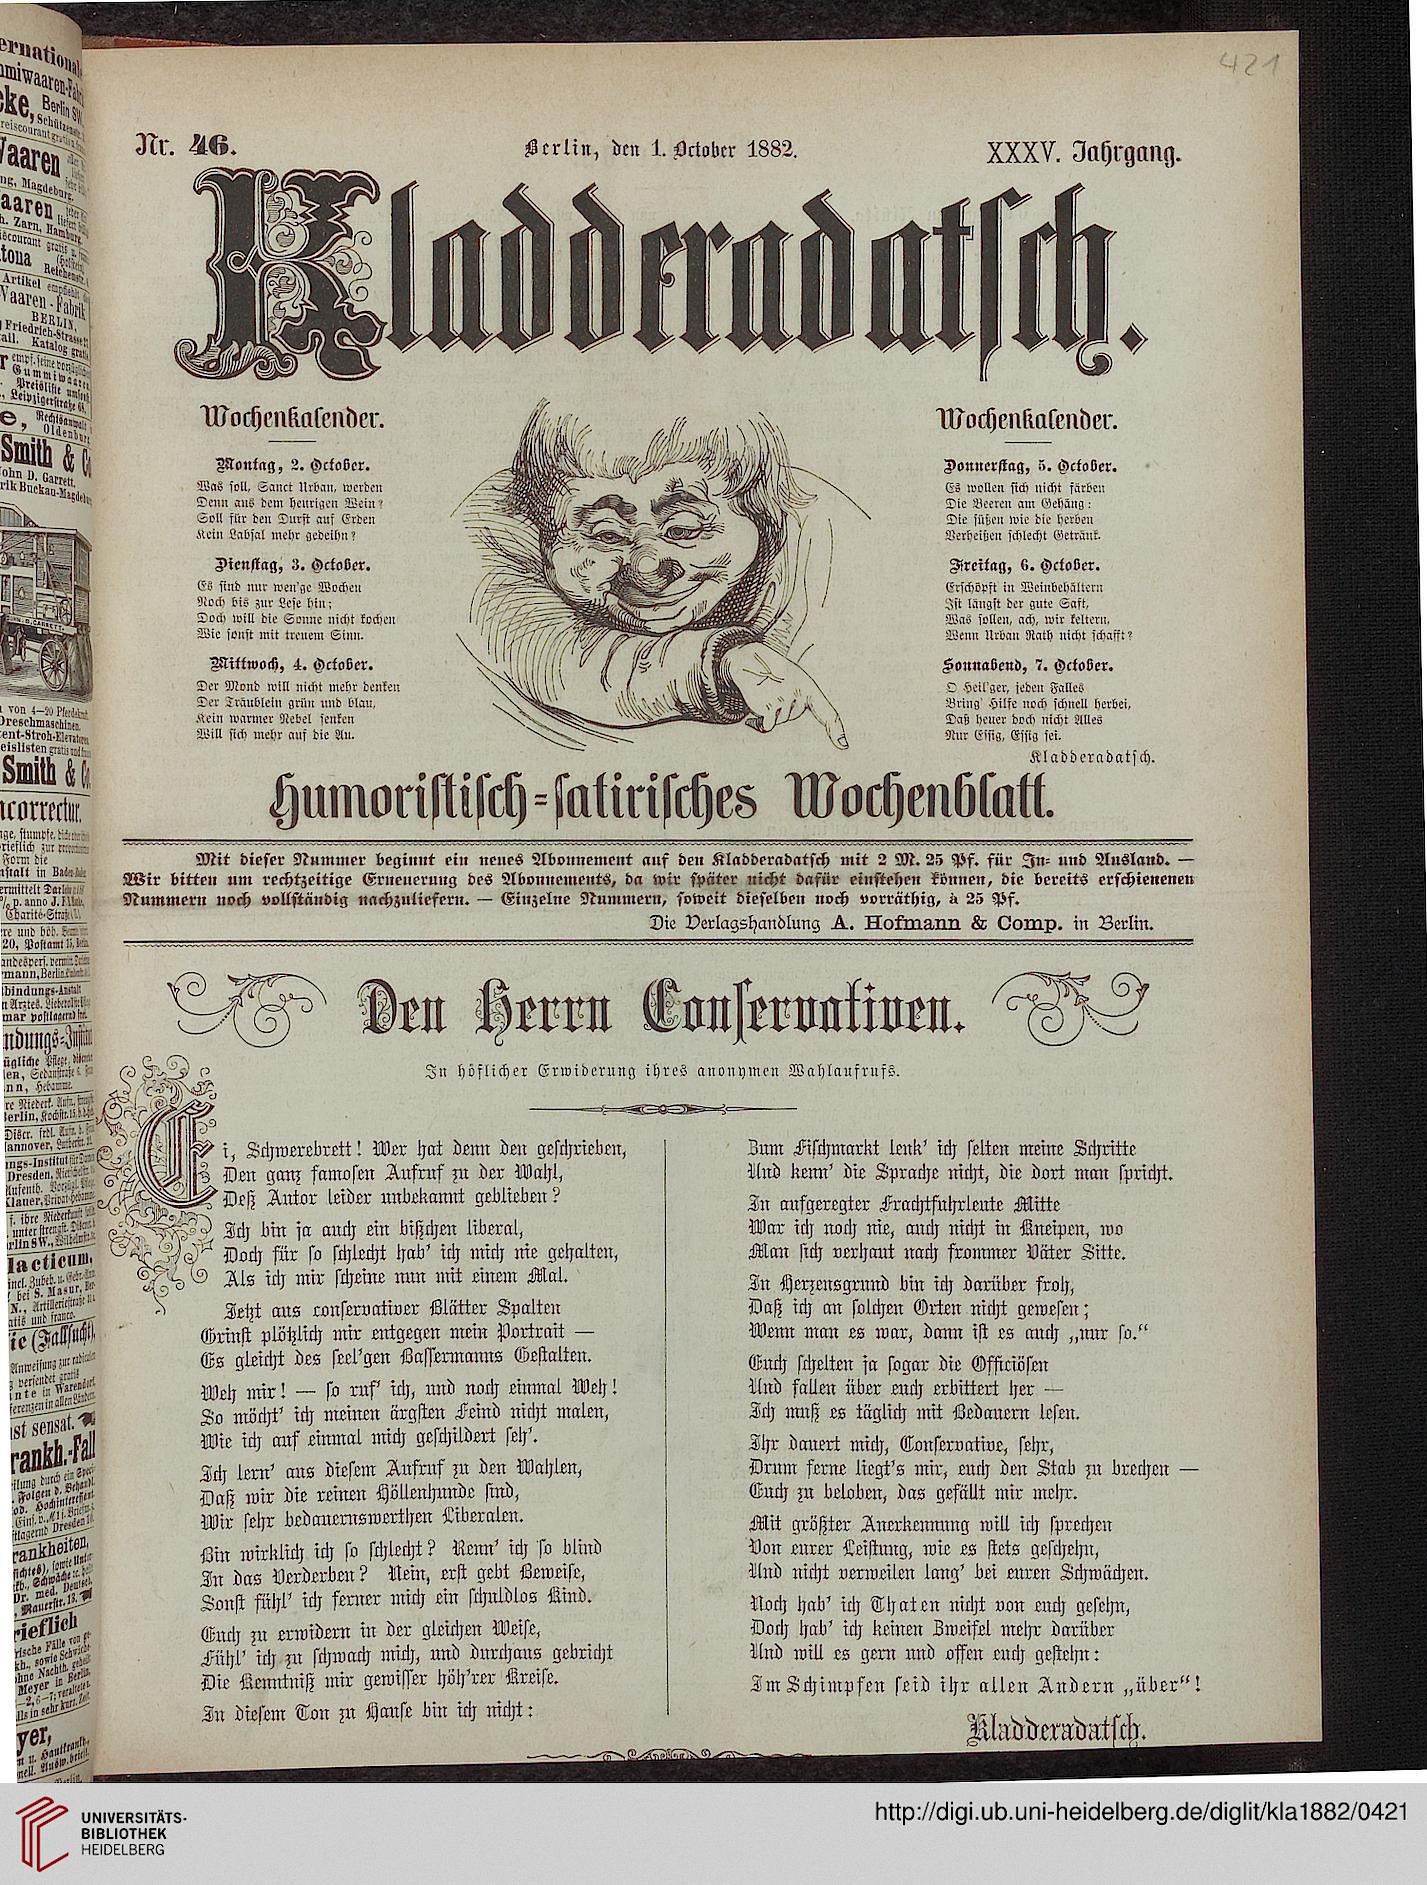 421
Nr. 46.
Berlin, den 1. October 1882.
XXXV. Jahrgang.
Kladderadatsch.
Wochenkalender.
Montag, 2. October.
Was soll, Sanct Urban, werden
Denn aus dem heurigen Wein?
Soll für den Durst auf Erden
Kein Labsal mehr gedeihn?
Dienstag, 3. October.
Es sind nur wen'ge Wochen
Noch bis zur Lese hin;
Doch will die Sonne nicht kochen
Wie sonst mit treuem Sinn.
Mittwoch, 4. October.
Der Mond will nicht mehr denken
Der Träublein grün und blau,
Kein warmer Nebel senken
Will sich mehr auf die Au.
Wochenkalender.
Donnerstag, 5. October.
Es wollen sich nicht färben
Die Beeren am Gehäng:
Die süßen wie die herben
Verheißen schlecht Getränk.
Freitag, 6. October.
Erschöpft in Weinbehältern
Ist längst der gute Saft,
Was sollen, ach, wir keltern,
Wenn Urban Rath nicht schafft?
Sonnabend, 7. October.
O Heil'ger, jeden Falles
Bring' Hilfe noch schnell herbei,
Daß heuer doch nicht Alles
Nur Essig, Essig sei.
Kladderadatsch.
Humoristisch-satirisches Wochenblatt.
Mit dieser Nummer beginnt ein neues Abonnement auf den Kladderadatsch mit 2 M. 25 Pf. für In- und Ausland. —
Wir bitten um rechtzeitige Erneuerung des Abonnements, da wir später nicht dafür einstehen können, die bereits erschienenen
Nummern noch vollständig nachzuliefern. — Einzelne Nummern, soweit dieselben noch vorräthig, à 25 Pf.
Die Verlagshandlung A. Hofmann & Comp. in Berlin.
Den Herrn Conservativen.
In höflicher Erwiderung ihres anonymen Wahlaufrufs.
Ei, Schwerebrett! Wer hat denn den geschrieben,
Den ganz famosen Aufruf zu der Wahl,
Deß Autor leider unbekannt geblieben?
Ich bin ja auch ein bißchen liberal,
Doch für so schlecht hab' ich mich nie gehalten,
Als ich mir scheine nun mit einem Mal.
Jetzt aus conservativer Blätter Spalten
Grinst plötzlich mir entgegen mein Portrait —
Es gleicht des seel'gen Bassermanns Gestalten.
Weh mir! — so ruf' ich, und noch einmal Weh!
So möcht' ich meinen ärgsten Feind nicht malen,
Wie ich auf einmal mich geschildert seh'.
Ich lern' aus diesem Aufruf zu den Wahlen,
Daß wir die reinen Höllenhunde sind,
Wir sehr bedauernswerthen Liberalen.
Bin wirklich ich so schlecht? Renn' ich so blind
In das Verderben? Nein, erst gebt Beweise,
Sonst fühl' ich ferner mich ein schuldlos Kind.
Euch zu erwidern in der gleichen Weise,
Fühl' ich zu schwach mich, und durchaus gebricht
Die Kenntniß mir gewisser höh'rer Kreise.
In diesem Ton zu Hause bin ich nicht:
Zum Fischmarkt lenk' ich selten meine Schritte
Und kenn' die Sprache nicht, die dort man spricht.
In aufgeregter Frachtfuhrleute Mitte
War ich noch nie, auch nicht in Kneipen, wo
Man sich verhaut nach frommer Väter Sitte.
In Herzensgrund bin ich darüber froh,
Daß ich an solchen Orten nicht gewesen;
Wenn man es war, dann ist es auch „nur so.“
Euch schelten ja sogar die Officiösen
Und fallen über euch erbittert her —
Ich muß es täglich mit Bedauern lesen.
Ihr dauert mich, Conservative, sehr,
Drum ferne liegt's mir, euch den Stab zu brechen —
Euch zu beloben, das gefällt mir mehr.
Mit größter Anerkennung will ich sprechen
Von eurer Leistung, wie es stets geschehn,
Und nicht verweilen lang' bei euren Schwächen.
Noch hab' ich Thaten nicht von euch gesehn,
Doch hab' ich keinen Zweifel mehr darüber
Und will es gern und offen euch gestehn:
Im Schimpfen seid ihr allen Andern „über“!
Kladderadatsch.
UNIVERSITÄTS-
BIBLIOTHEK
HEIDELBERG
http://digi.ub.uni-heidelberg.de/diglit/kla1882/0421